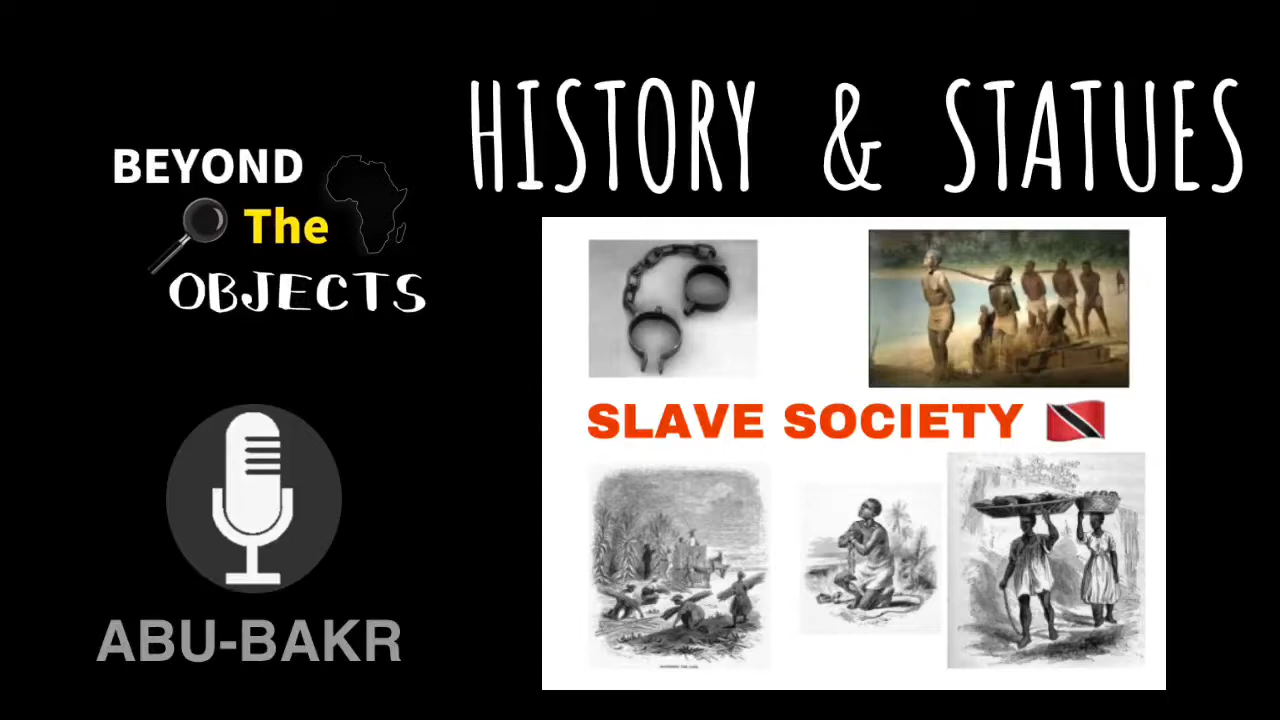 HISTORY & STATUES
BEYOND
The
OBJECTS
SLAVE SOCIETY
ABU-BAKR